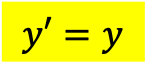 y′ = y